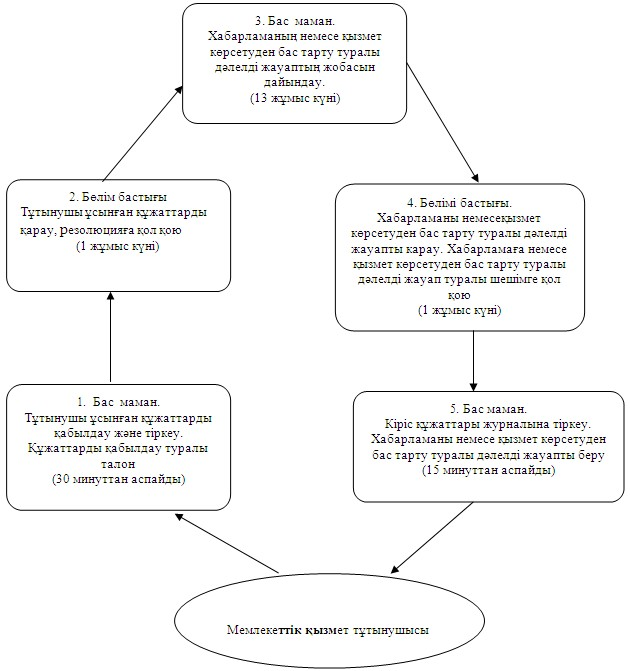 3. Бас маман.
Хабарламаның немесе қызмет
көрсетуден бас тарту туралы
дәлелді жауаптың жобасын
дайындау.
(13 жұмыс күні)
2. Бөлім бастығы
Тұтынушы ұсынған құжаттарды
қарау, резолюцияға қол қою
(1 жұмыс күні)
4. Бөлімі бастығы.
Хабарламаны немесеқызмет
көрсетуден бас тарту туралы дәлелді
жауапты карау. Хабарламаға немесе
қызмет көрсетуден бас тарту туралы
дәлелді жауап туралы шешімге қол
қою
(1 жұмыс күні)
1. Бас маман.
Тұтынушы ұсынған құжаттарды
қабылдау және тіркеу.
Құжаттарды қабылдау туралы
талон
(30 минуттан аспайды)
5. Бас маман.
Кіріс құжаттары журналына тіркеу.
Хабарламаны немесе қызмет көрсетуден
бас тарту туралы дәлелді жауапты беру
(15 минуттан аспайды)
Мемлекеттік қызмет тұтынушысы